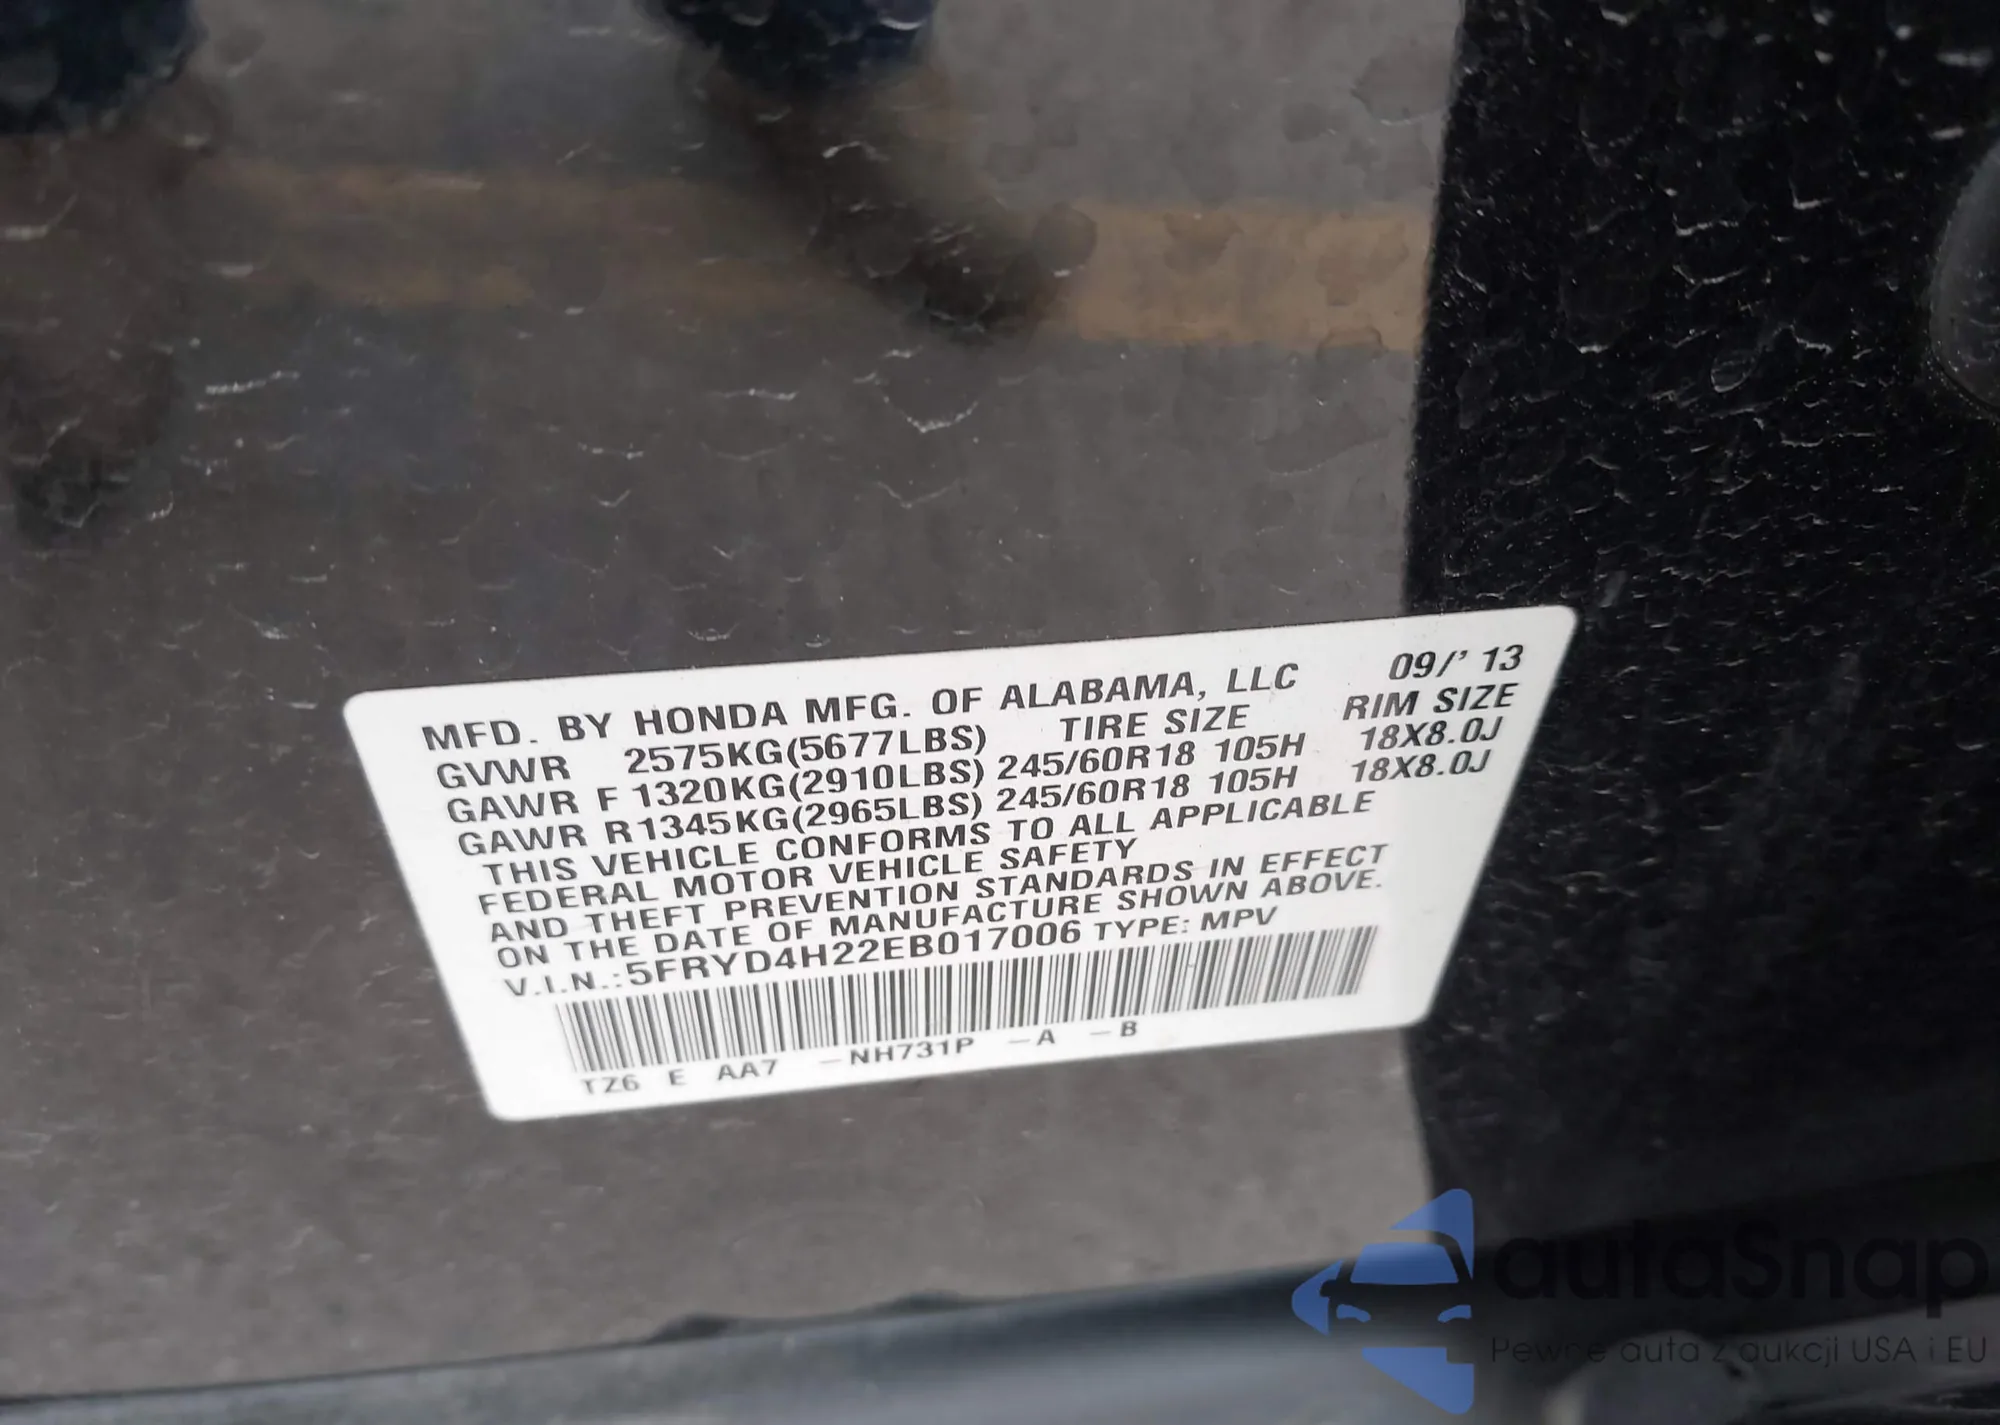 MFD. BY HONDA MFG. OF ALABAMA, LLC 09/' 13
GVWR 2575KG(5677LBS) TIRE SIZE RIM SIZE
GAWR F 1320KG(2910LBS) 245/60R18 105H 18X8.0J
GAWR R 1345KG(2965LBS) 245/60R18 105H 18X8.0J
THIS VEHICLE CONFORMS TO ALL APPLICABLE
FEDERAL MOTOR VEHICLE SAFETY
AND THEFT PREVENTION STANDARDS IN EFFECT
ON THE DATE OF MANUFACTURE SHOWN ABOVE.
V.I.N.: 5FRYD4H22EB017006 TYPE: MPV
TZ6 E AA7 -NH731P -A -B
autaSnap
Pewne auta z aukcji USA i EU